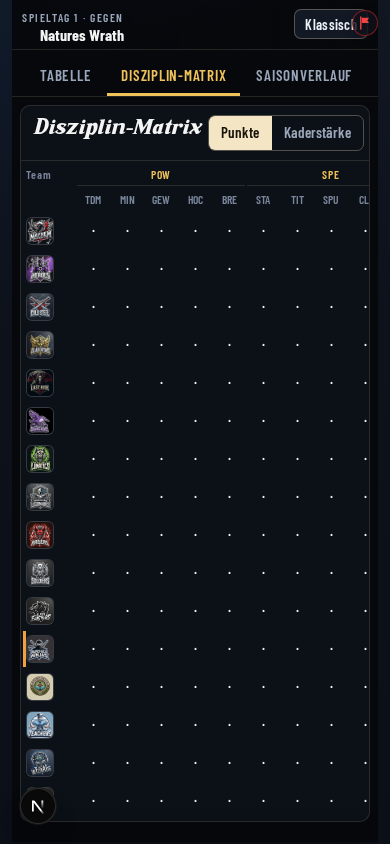 SPIELTAG 1 · GEGEN
Natures Wrath
Klassisch
TABELLE DISZIPLIN-MATRIX SAISONVERLAUF
Disziplin-Matrix Punkte Kaderstärke
Team POW SPE
TDM MIN GEW HOC BRE STA TIT SPU CL
N